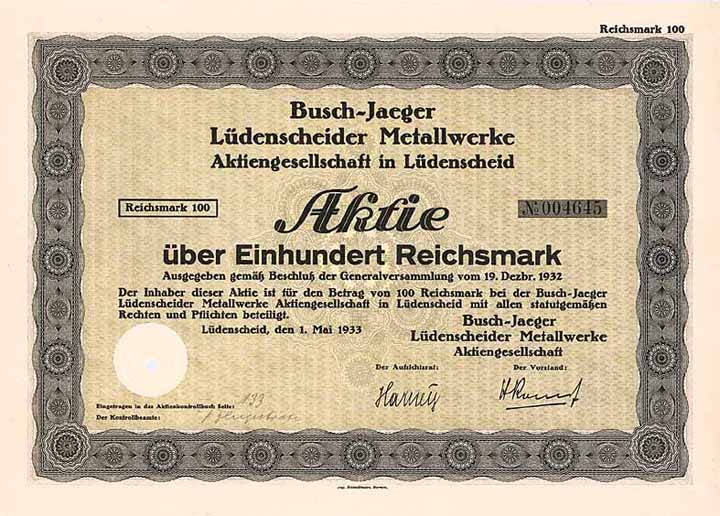 Reichsmark 100
Busch-Jaeger
Lüdenscheider Metallwerke
Aktiengesellschaft in Lüdenscheid
Aktie
Reichsmark 100
№ 004645
über Einhundert Reichsmark
Ausgegeben gemäß Beschluß der Generalversammlung vom 19. Dezbr. 1932
Der Inhaber dieser Aktie ist für den Betrag von 100 Reichsmark bei der Busch-Jaeger
Lüdenscheider Metallwerke Aktiengesellschaft in Lüdenscheid mit allen statutgemäßen
Rechten und Pflichten beteiligt.
Lüdenscheid, den 1. Mai 1933
Busch-Jaeger
Lüdenscheider Metallwerke
Aktiengesellschaft
Der Aufsichtsrat:
Der Vorstand:
Eingetragen in das Aktienkontrollbuch Seite: 133
Der Kontrollbeamte: